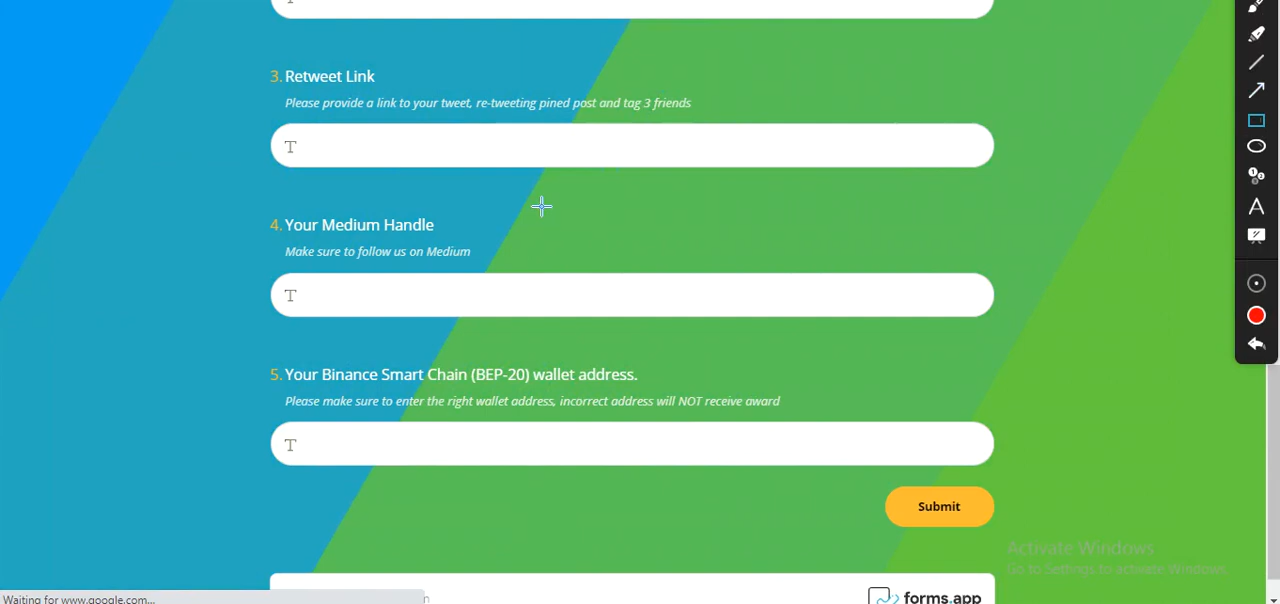 3. Retweet Link
Please provide a link to your tweet, re-tweeting pined post and tag 3 friends
4. Your Medium Handle
Make sure to follow us on Medium
5. Your Binance Smart Chain (BEP-20) wallet address.
Please make sure to enter the right wallet address, incorrect address will NOT receive award
Submit
Activate Windows
Go to Settings to activate Windows.
Waiting for www.google.com...
forms.app